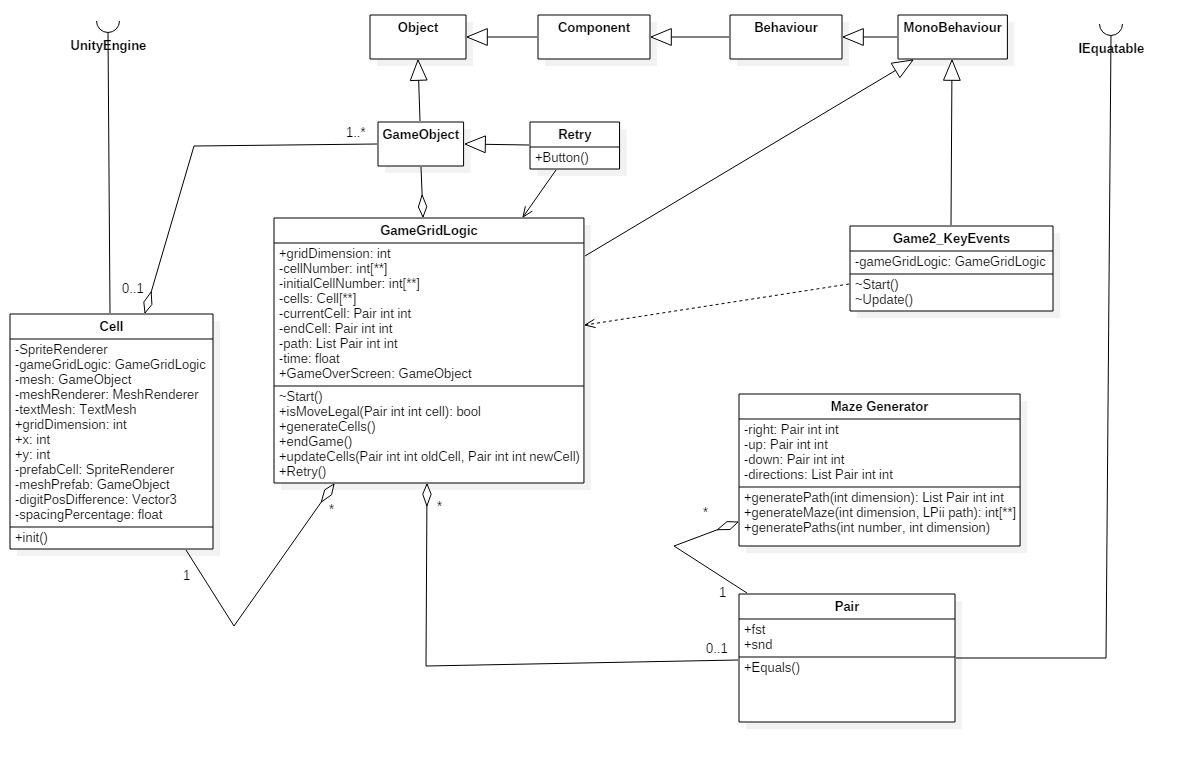 UnityEngine
Object
Component
Behaviour
MonoBehaviour
IEquatable
1..*
GameObject
Retry
+Button()
GameGridLogic
+gridDimension: int
-cellNumber: int[**]
-initialCellNumber: int[**]
-cells: Cell[**]
-currentCell: Pair int int
-endCell: Pair int int
-path: List Pair int int
-time: float
+GameOverScreen: GameObject
~Start()
+isMoveLegal(Pair int int cell): bool
+generateCells()
+endGame()
+updateCells(Pair int int oldCell, Pair int int newCell)
+Retry()
Game2_KeyEvents
-gameGridLogic: GameGridLogic
~Start()
~Update()
0..1
Cell
-SpriteRenderer
-gameGridLogic: GameGridLogic
-mesh: GameObject
-meshRenderer: MeshRenderer
-textMesh: TextMesh
+gridDimension: int
+x: int
+y: int
-prefabCell: SpriteRenderer
-meshPrefab: GameObject
-digitPosDifference: Vector3
-spacingPercentage: float
+init()
Maze Generator
-right: Pair int int
-up: Pair int int
-down: Pair int int
-directions: List Pair int int
+generatePath(int dimension): List Pair int int
+generateMaze(int dimension, LPii path): int[**]
+generatePaths(int number, int dimension)
*
*
*
1
1
Pair
+fst
+snd
+Equals()
0..1